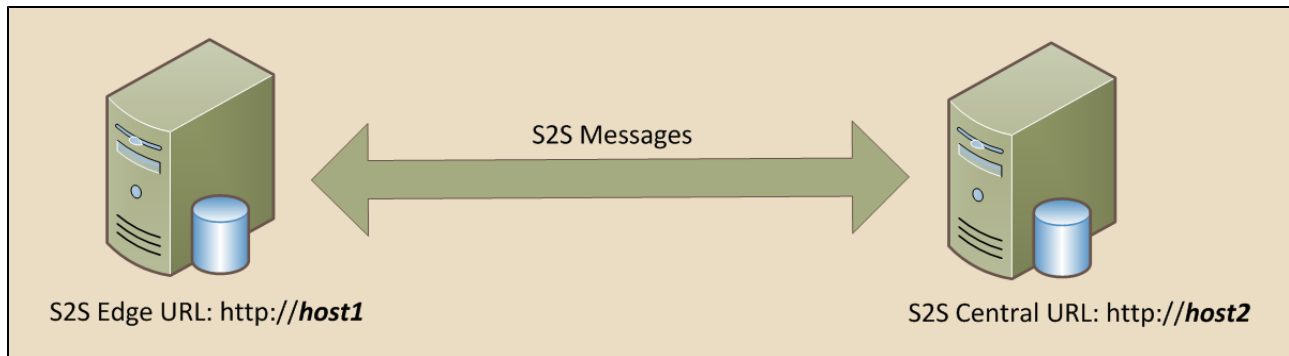 S2S Messages
S2S Edge URL: http://host1
S2S Central URL: http://host2